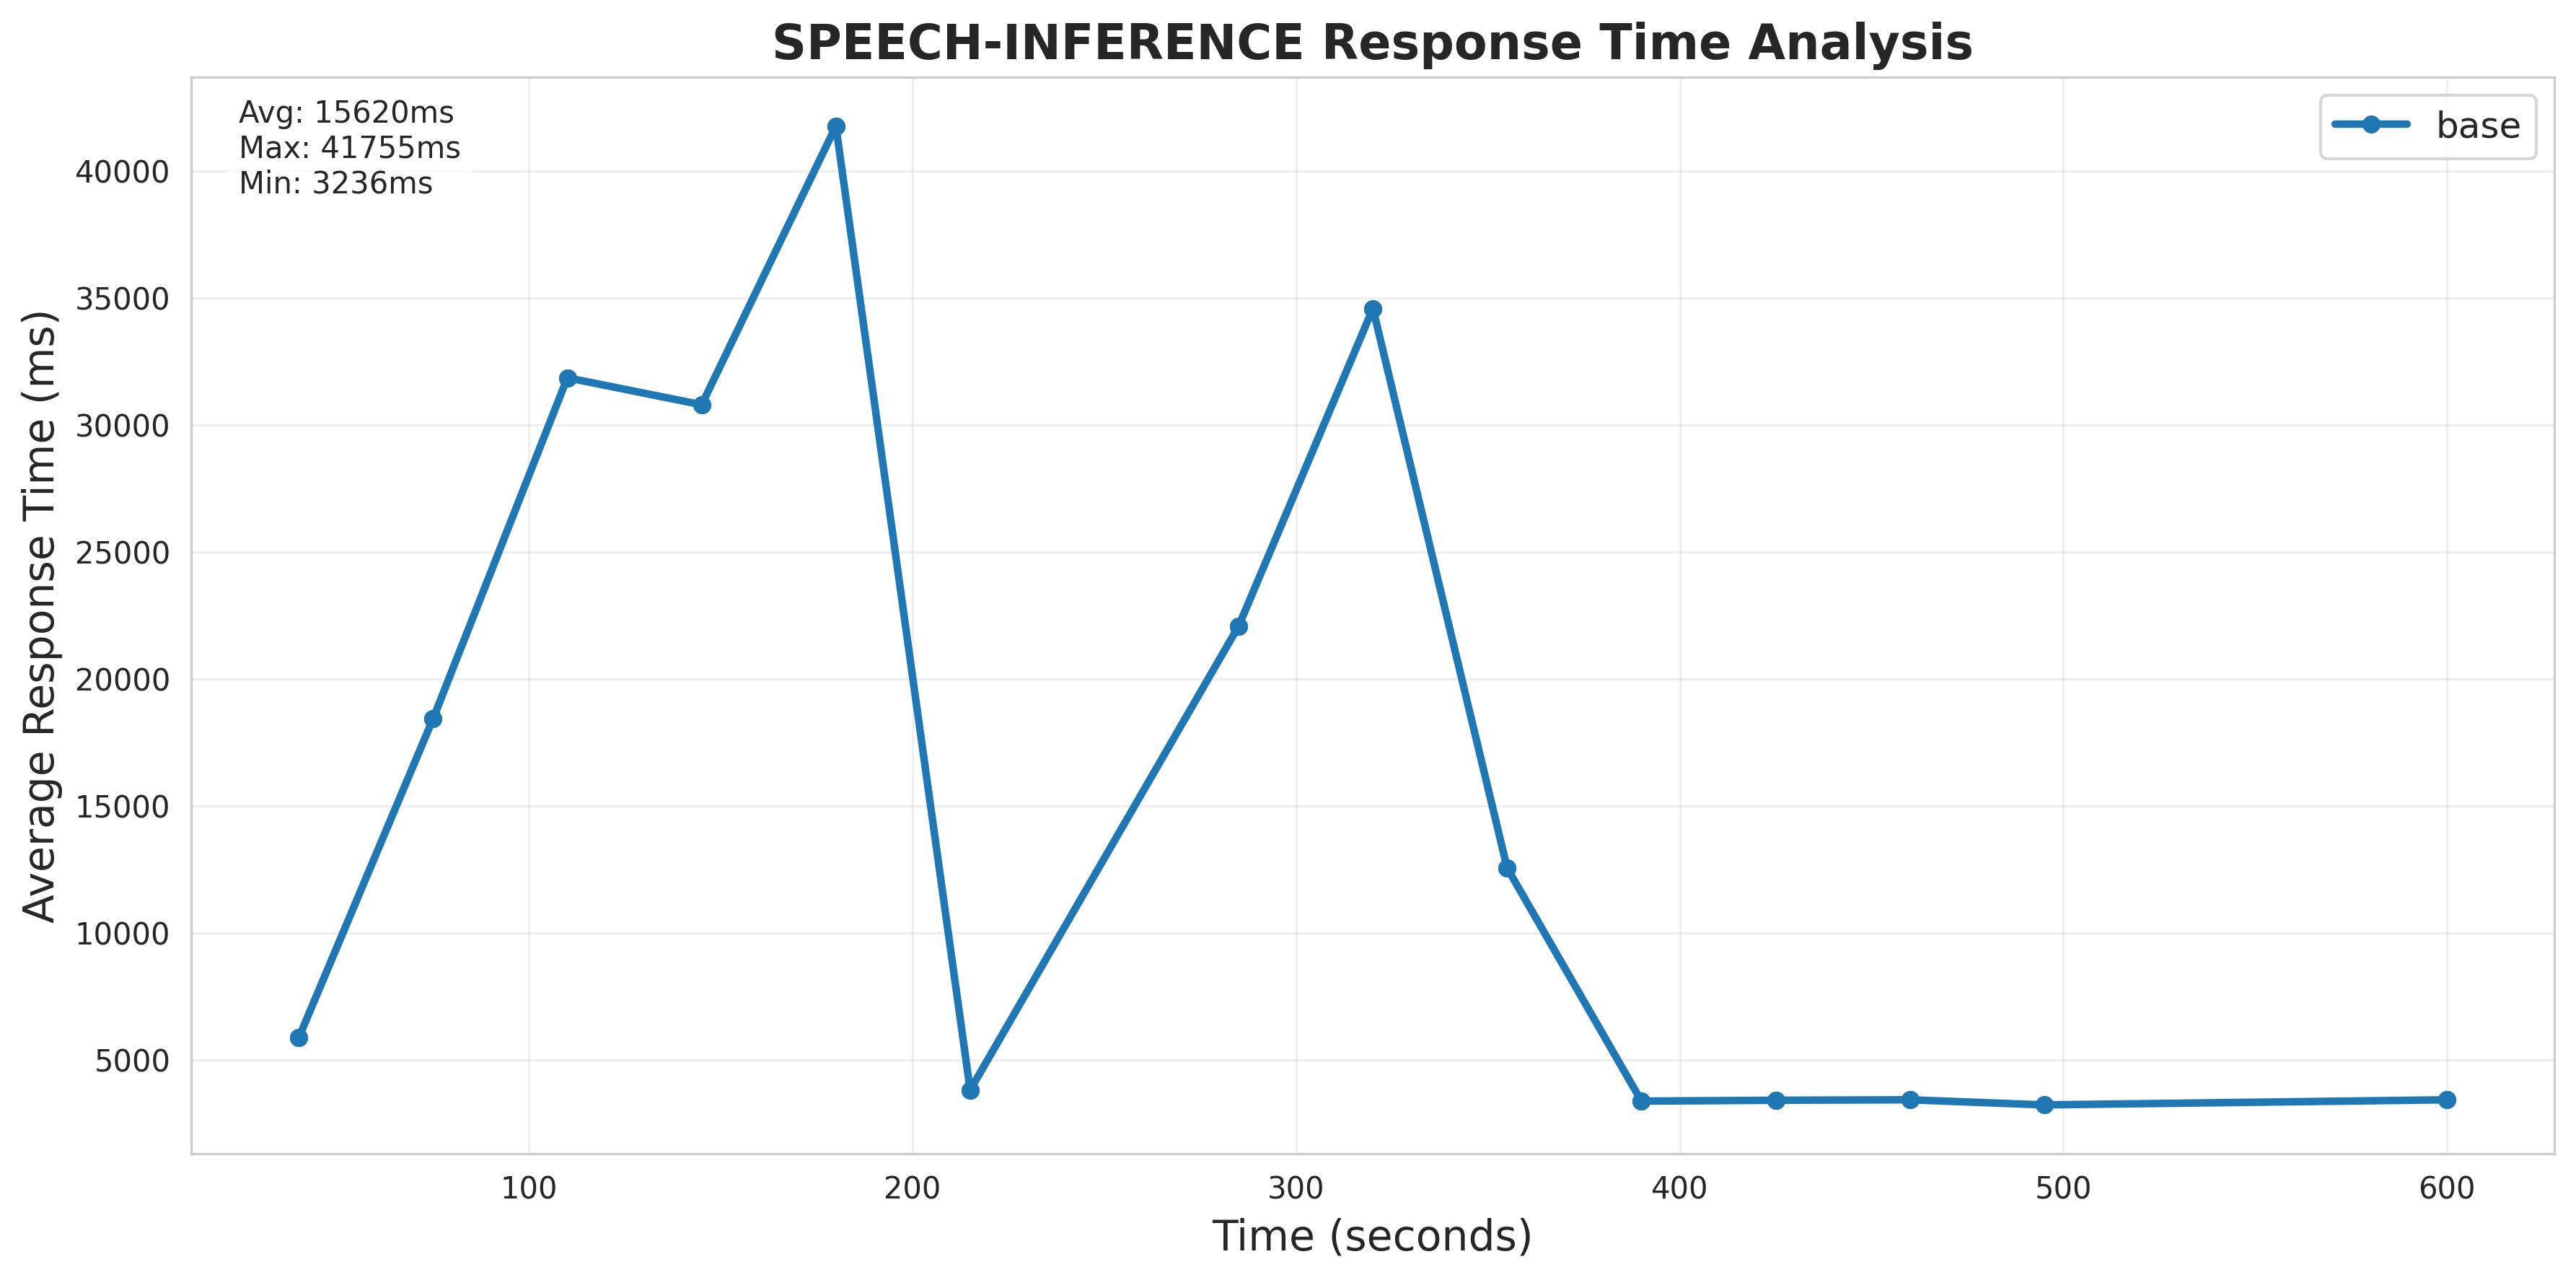 SPEECH-INFERENCE Response Time Analysis
Avg: 15620ms
Max: 41755ms
Min: 3236ms
base
Average Response Time (ms)
40000
35000
30000
25000
20000
15000
10000
5000
100 200 300 400 500 600
Time (seconds)